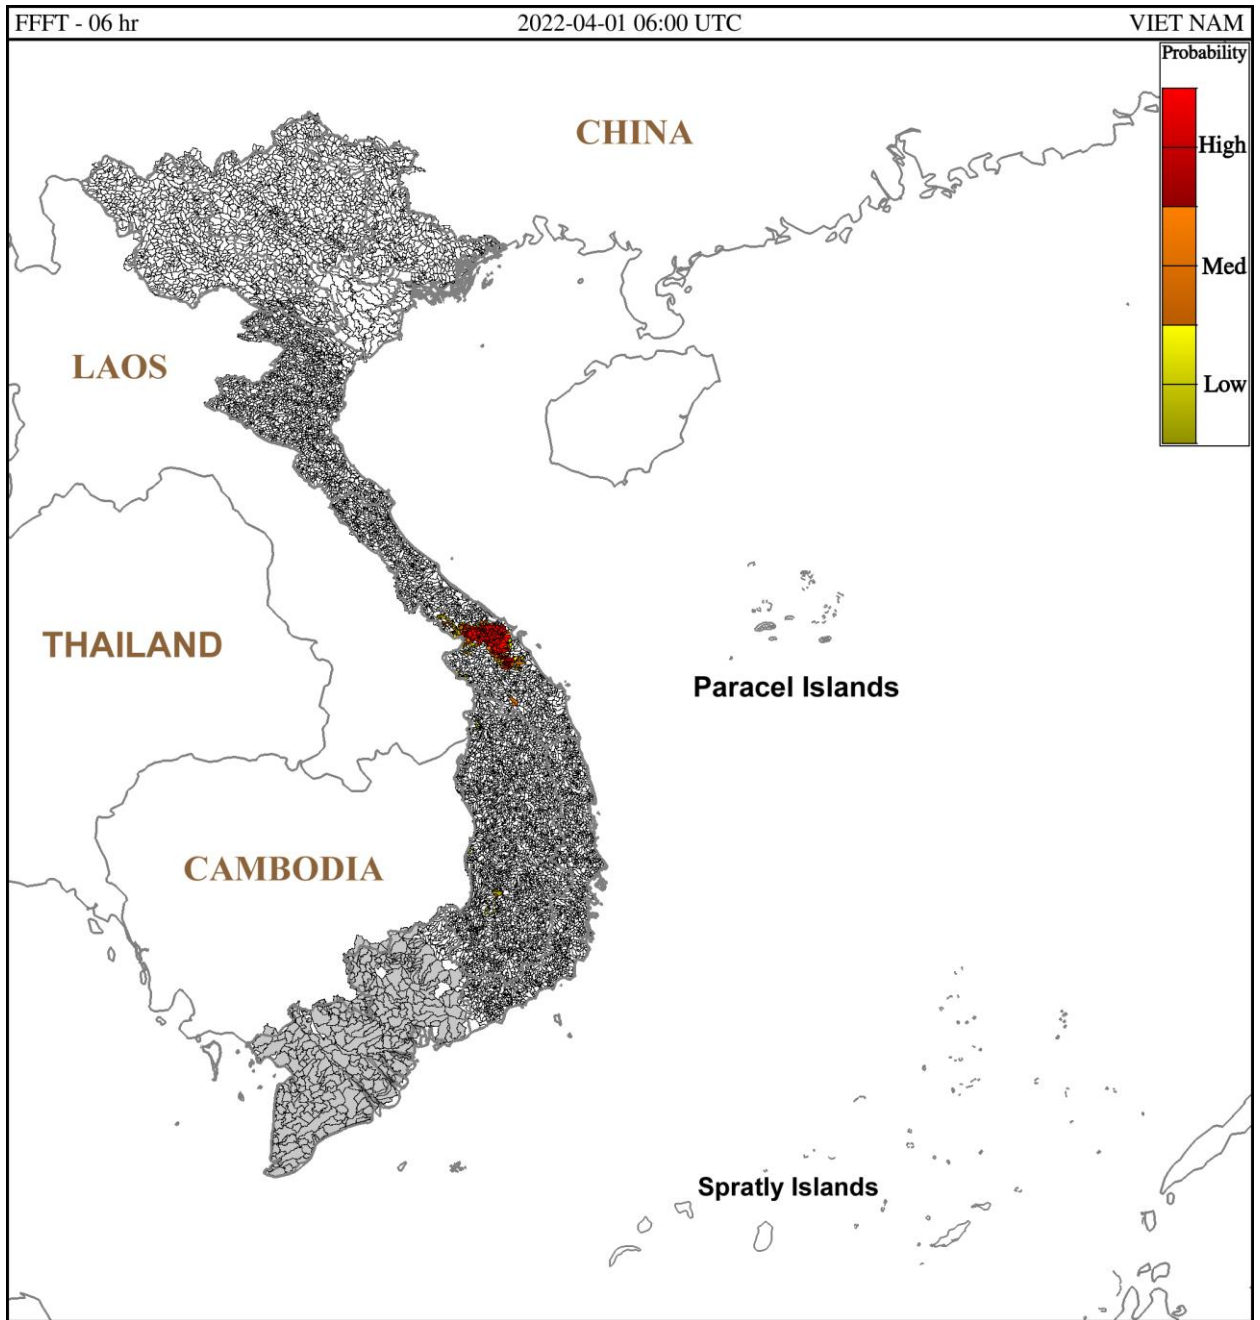 FFFT - 06 hr 2022-04-01 06:00 UTC VIET NAM
Probability
High
Med
Low
CHINA
LAOS
THAILAND
Paracel Islands
CAMBODIA
Spratly Islands